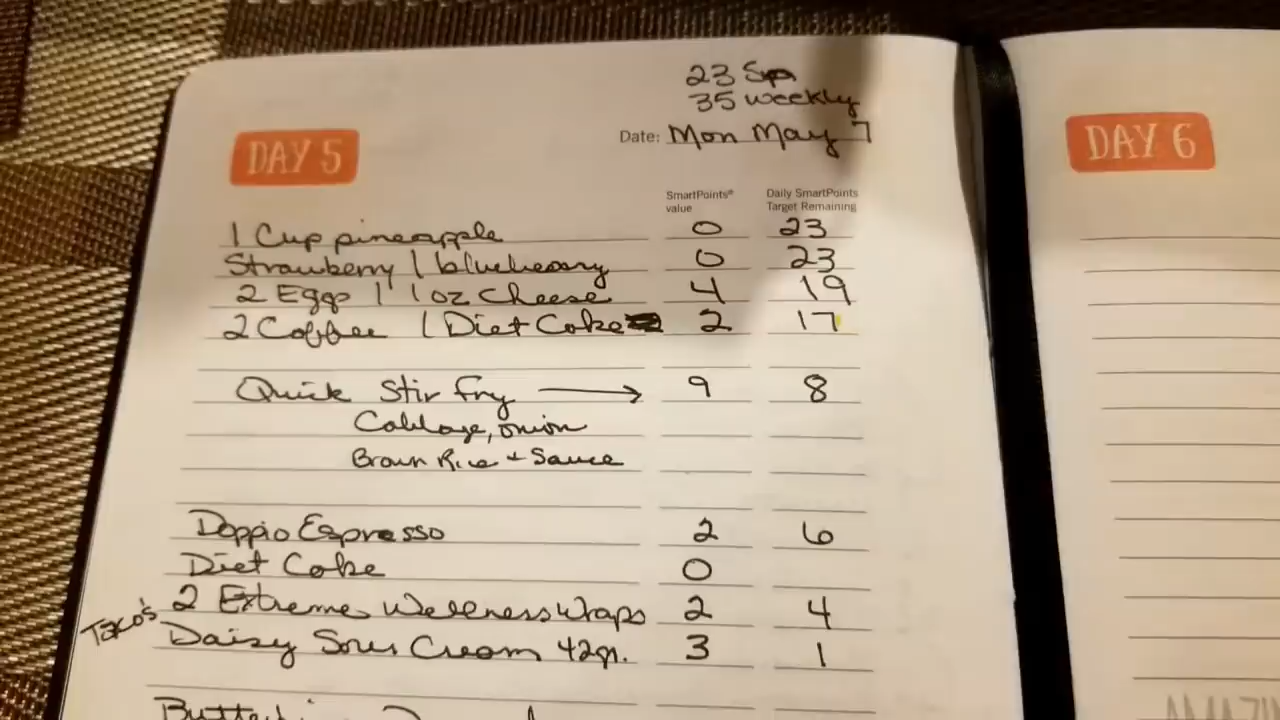 23 Sp
35 weekly
Date: Mon May 7
DAY 5
DAY 6
SmartPoints® value
Daily SmartPoints Target Remaining
1 Cup pineapple 0 23
Strawberry | blueberry 0 23
2 Eggs | 1 oz Cheese 4 19
2 Coffee | Diet Coke 2 17
Quick Stir Fry → 9 8
Cabbage, onion
Brown Rice + Sauce
Doppio Espresso 2 6
Diet Coke 0
Taco's 2 Extreme Wellness Wraps 2 4
Daisy Sour Cream 42gr. 3 1